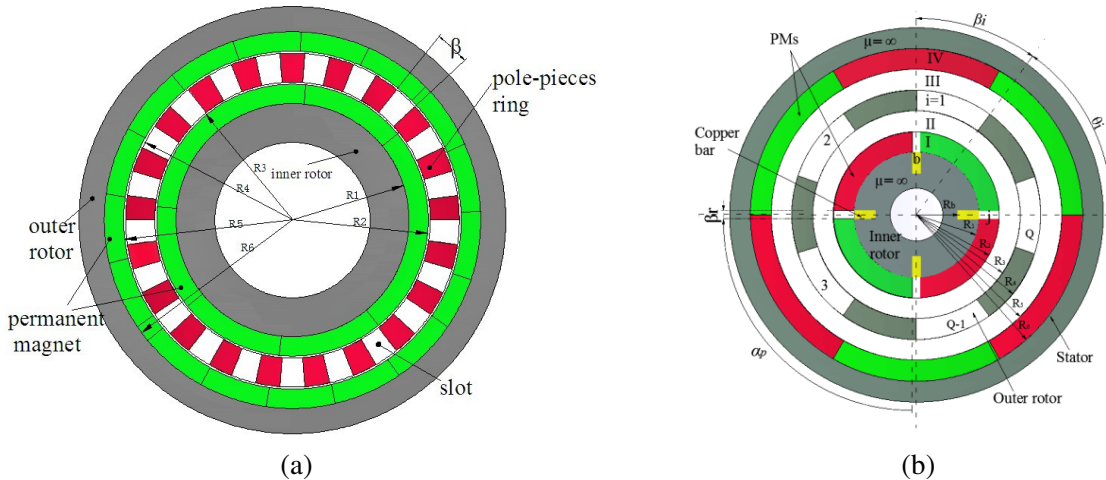 β
pole-pieces
ring
R3
inner rotor
R4
R1
R5
R2
R6
outer
rotor
permanent
magnet
slot
(a)
βi
PMs
μ=∞
IV
III
i=1
II
I
θi
Copper
bar
2
b
μ=∞
Rb
R1
R2
R3
R4
R5
R6
j
Q
βr
Inner
rotor
3
Q-1
αp
Stator
Outer rotor
(b)